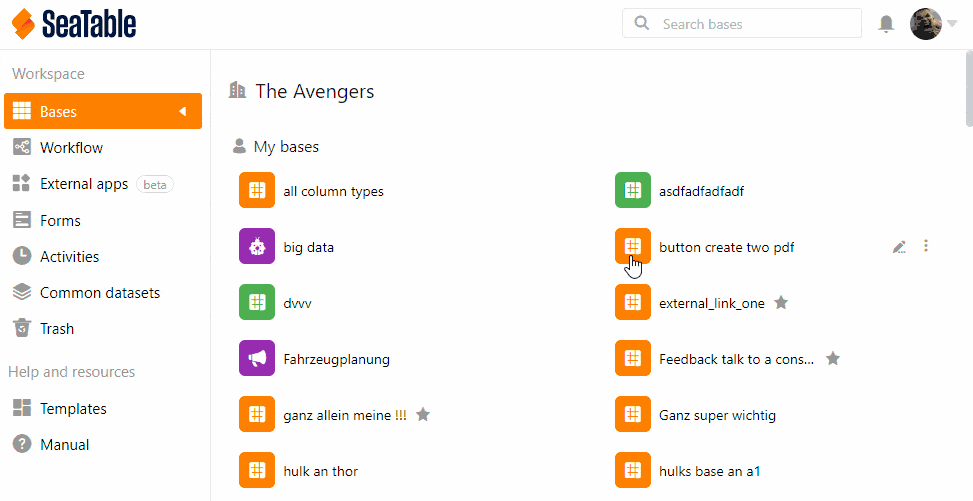 SeaTable
Search bases
Workspace
Bases
Workflow
External apps beta
Forms
Activities
Common datasets
Trash
Help and resources
Templates
Manual
The Avengers
My bases
all column types
asdfadfadfadf
big data
button create two pdf
dvvv
external_link_one
Fahrzeugplanung
Feedback talk to a cons...
ganz allein meine !!!
Ganz super wichtig
hulk an thor
hulks base an a1